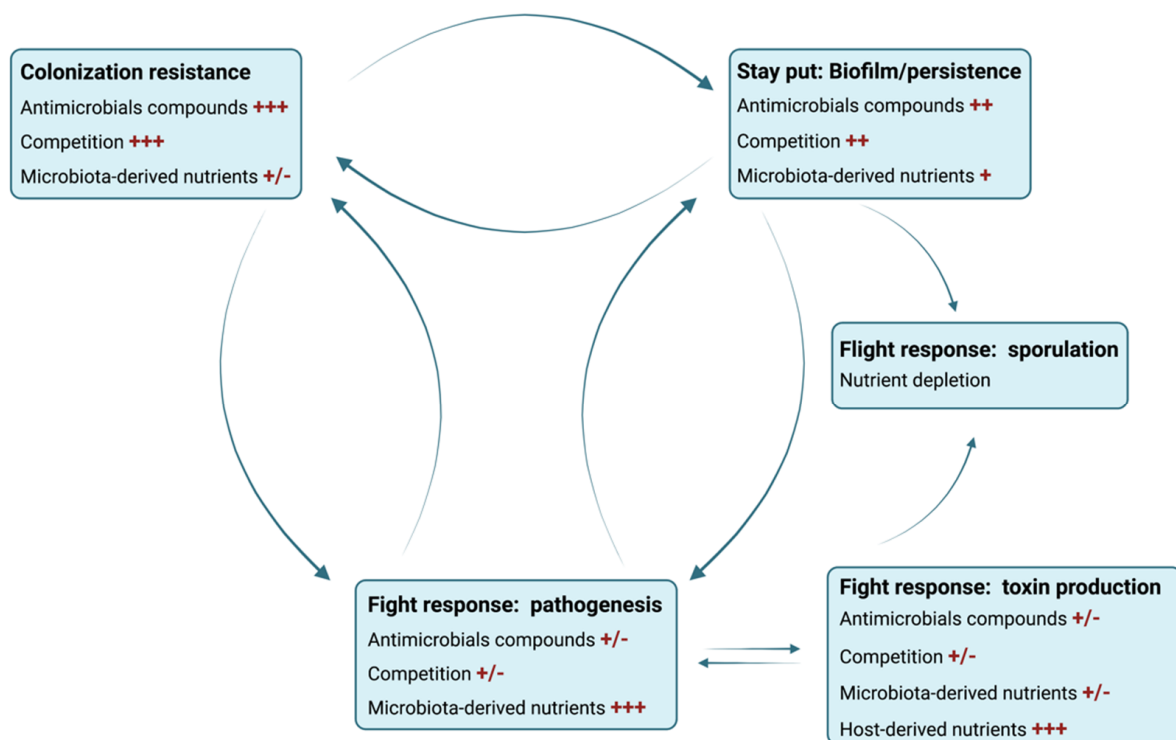 Colonization resistance
Antimicrobials compounds +++
Competition +++
Microbiota-derived nutrients +/-
Stay put: Biofilm/persistence
Antimicrobials compounds ++
Competition ++
Microbiota-derived nutrients +
Flight response: sporulation
Nutrient depletion
Fight response: pathogenesis
Antimicrobials compounds +/-
Competition +/-
Microbiota-derived nutrients +++
Fight response: toxin production
Antimicrobials compounds +/-
Competition +/-
Microbiota-derived nutrients +/-
Host-derived nutrients +++